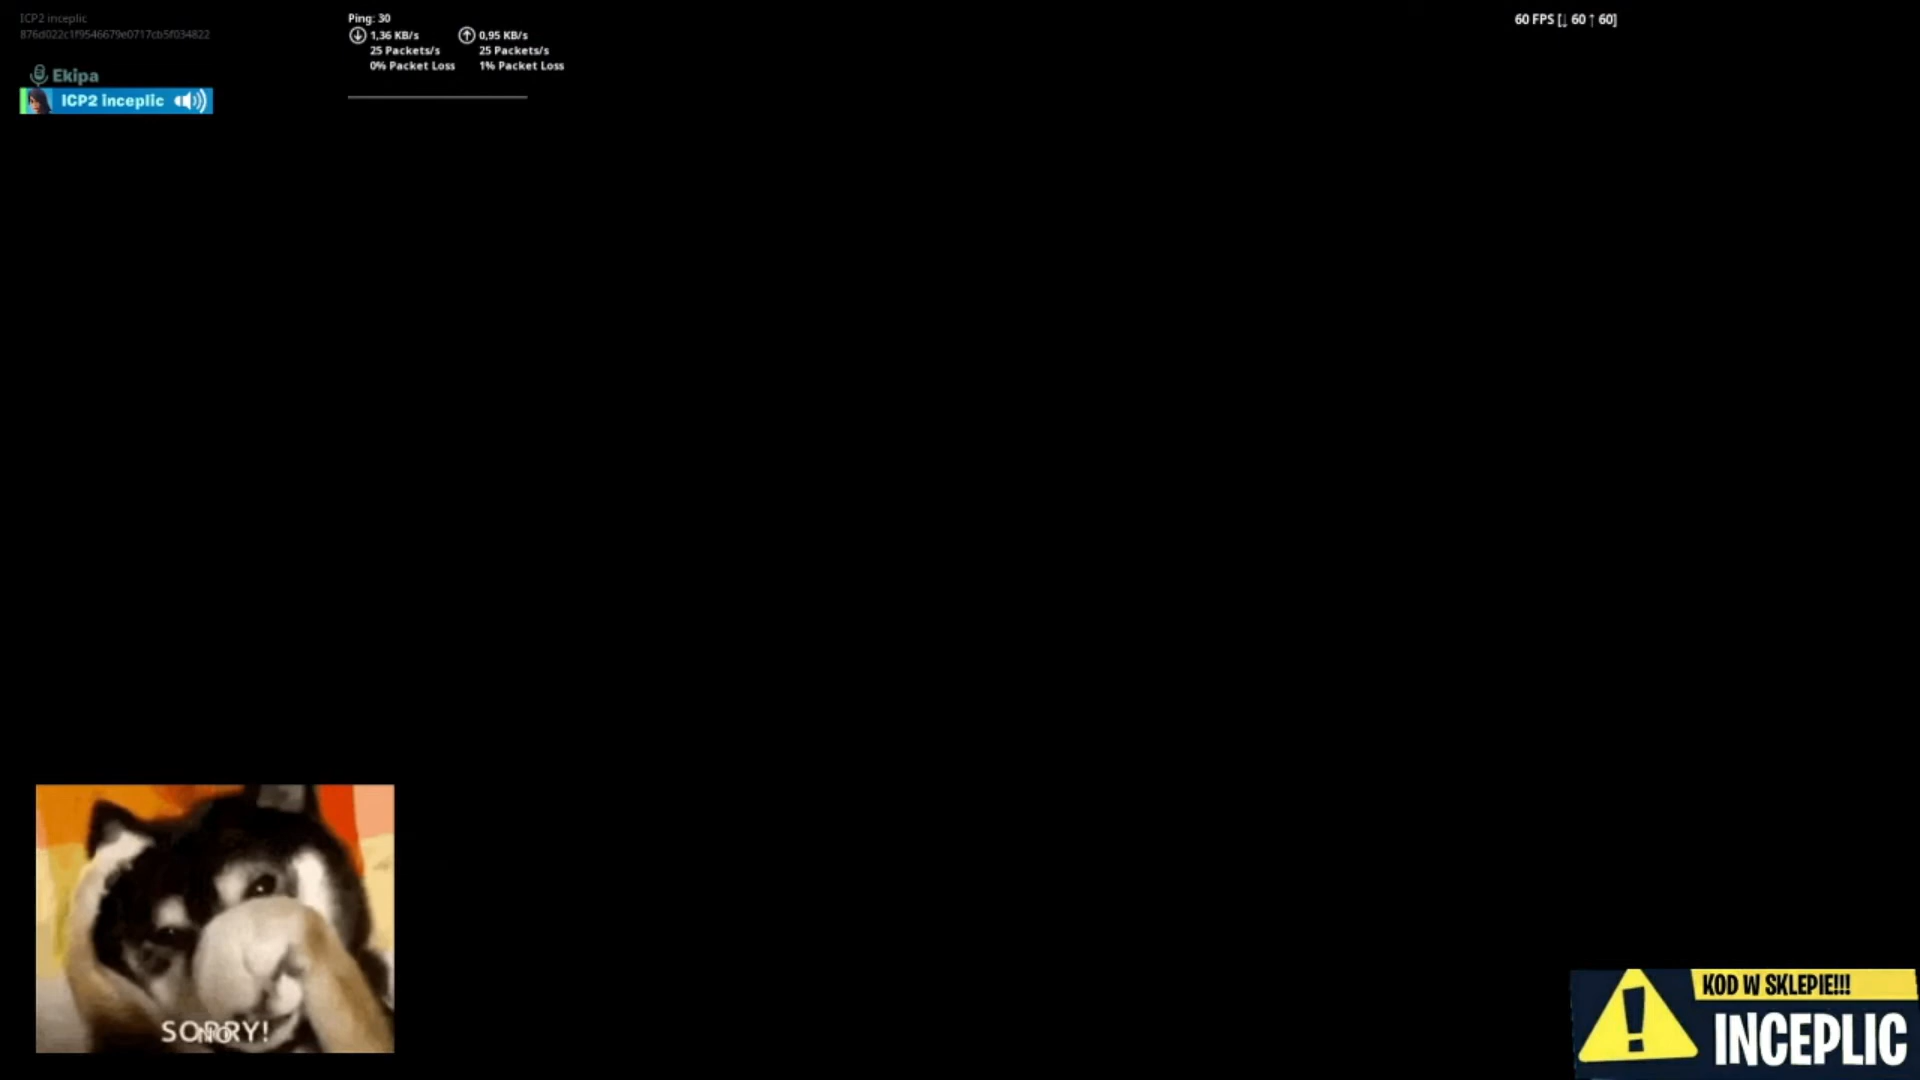 ICP2 inceplic
876d022c1f9546679e0717cb5f034822
Ping: 30
1,36 KB/s
25 Packets/s
0% Packet Loss
0,95 KB/s
25 Packets/s
1% Packet Loss
60 FPS [↓ 60 ↑ 60]
Ekipa
ICP2 inceplic
SORRY!
KOD W SKLEPIE!!!
INCEPLIC